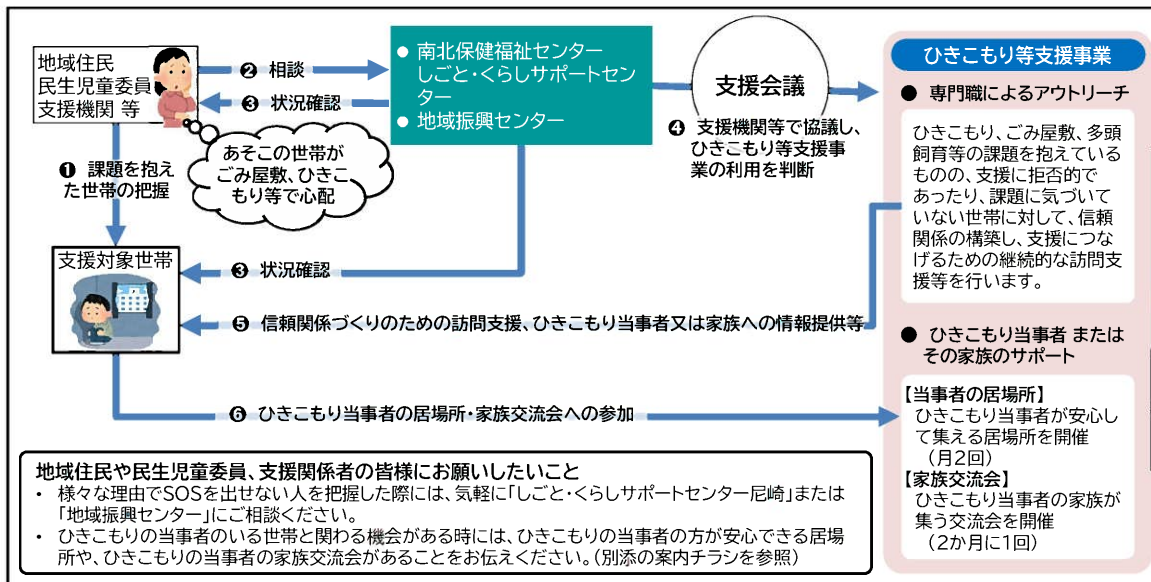 地域住民
民生児童委員
支援機関 等
❷ 相談
❸ 状況確認
● 南北保健福祉センター
しごと・くらしサポートセン
ター
● 地域振興センター
支援会議
❹ 支援機関等で協議し、
ひきこもり等支援事
業の利用を判断
❶ 課題を抱え
た世帯の把握
あそこの世帯が
ごみ屋敷、ひきこ
もり等で心配
支援対象世帯
❸ 状況確認
❺ 信頼関係づくりのための訪問支援、ひきこもり当事者又は家族への情報提供等
❻ ひきこもり当事者の居場所・家族交流会への参加
ひきこもり等支援事業
● 専門職によるアウトリーチ
ひきこもり、ごみ屋敷、多頭
飼育等の課題を抱えている
ものの、支援に拒否的で
あったり、課題に気づいて
いない世帯に対して、信頼
関係の構築し、支援につな
げるための継続的な訪問支
援等を行います。
● ひきこもり当事者 または
その家族のサポート
【当事者の居場所】
ひきこもり当事者が安心し
て集える居場所を開催
（月2回）
【家族交流会】
ひきこもり当事者の家族が
集う交流会を開催
（2か月に1回）
地域住民や民生児童委員、支援関係者の皆様にお願いしたいこと
• 様々な理由でSOSを出せない人を把握した際には、気軽に「しごと・くらしサポートセンター尼崎」または
「地域振興センター」にご相談ください。
• ひきこもりの当事者のいる世帯と関わる機会がある時には、ひきこもりの当事者の方が安心できる居場
所や、ひきこもりの当事者の家族交流会があることをお伝えください。（別添の案内チラシを参照）